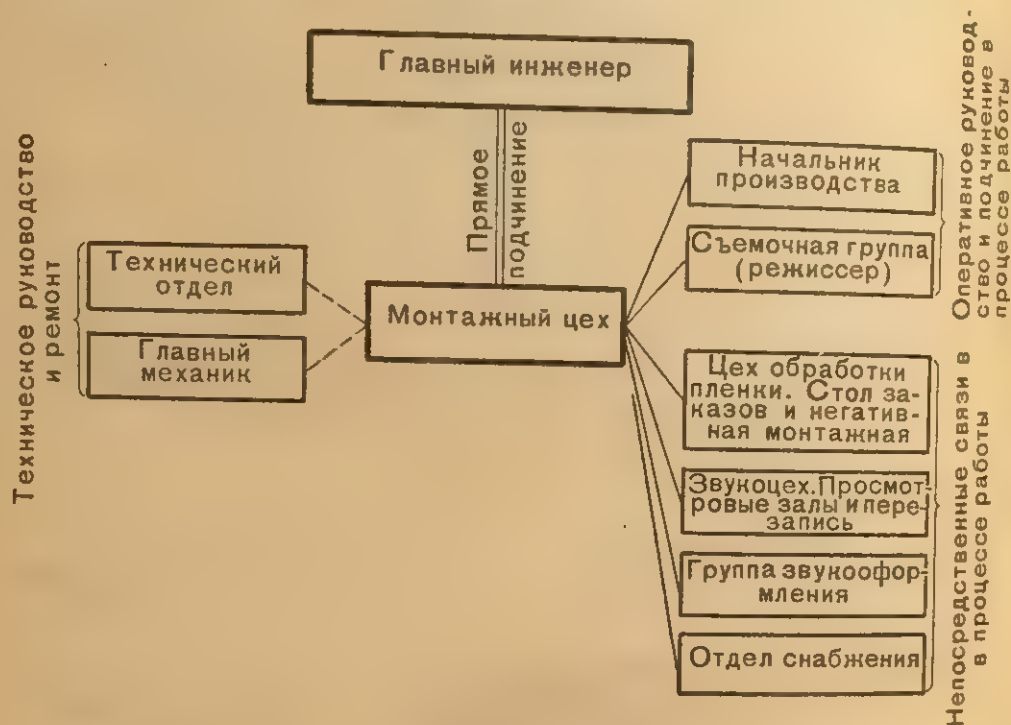 Главный инженер
Прямое
подчинение
Техническое руководство
и ремонт
Технический
отдел
Главный
механик
Монтажный цех
Начальник
производства
Съемочная группа
(режиссер)
Оперативное руковод-
ство и подчинение в
процессе работы
Цех обработки
пленки. Стол за-
казов и негатив-
ная монтажная
Звукоцех. Просмот-
ровые залы и пере-
запись
Группа звукооформ-
мления
Отдел снабжения
Непосредственные связи в
в процессе работы